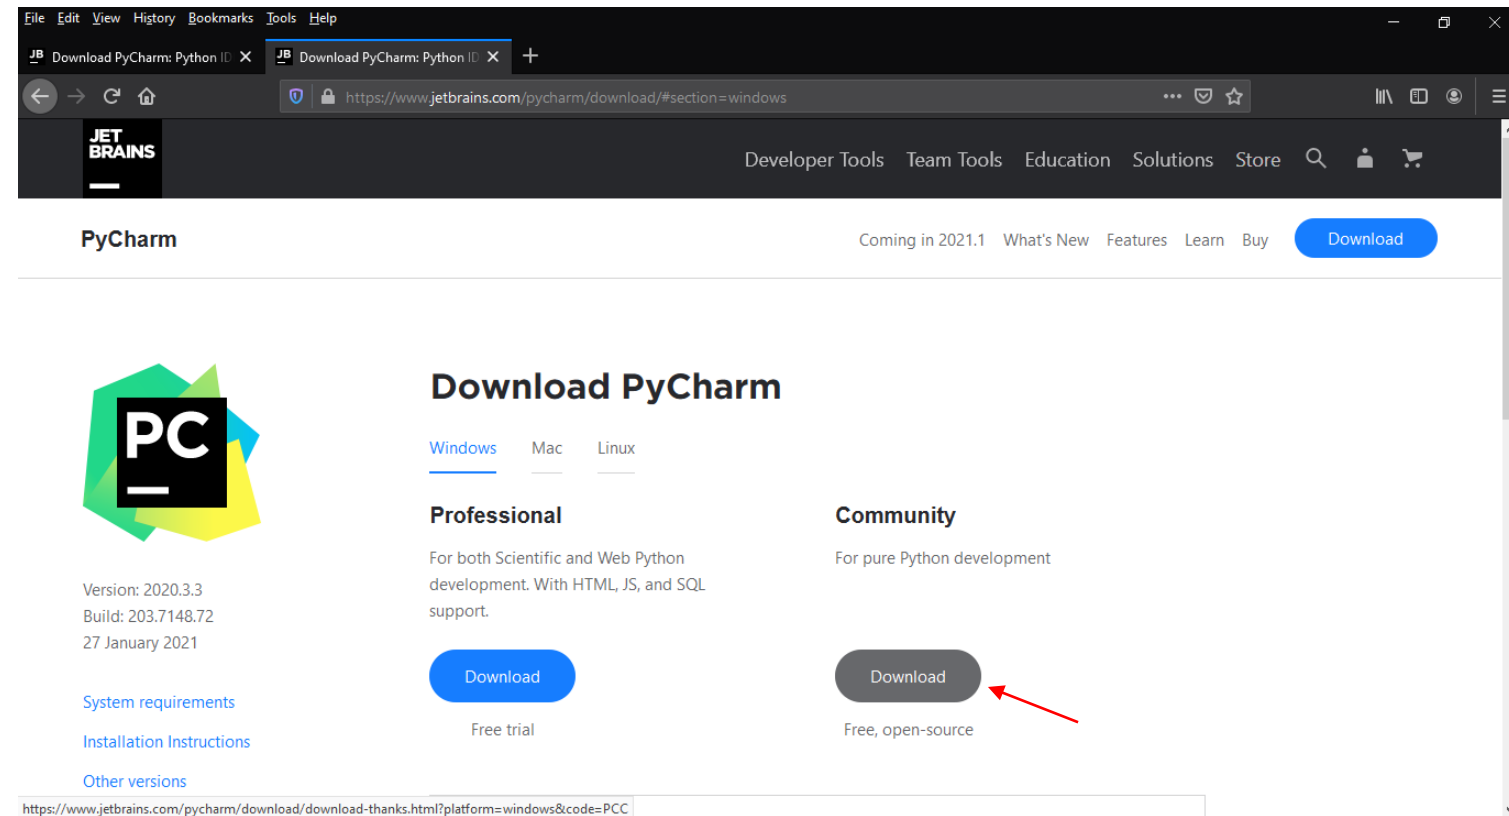 File Edit View History Bookmarks Tools Help
JB Download PyCharm: Python ID JB Download PyCharm: Python ID
https://www.jetbrains.com/pycharm/download/#section=windows
JET
BRAINS
Developer Tools Team Tools Education Solutions Store
PyCharm Coming in 2021.1 What's New Features Learn Buy Download
PC
Download PyCharm
Windows Mac Linux
Professional
For both Scientific and Web Python
development. With HTML, JS, and SQL
support.
Download
Free trial
Community
For pure Python development
Download
Free, open-source
Version: 2020.3.3
Build: 203.7148.72
27 January 2021
System requirements
Installation Instructions
Other versions
https://www.jetbrains.com/pycharm/download/download-thanks.html?platform=windows&code=PCC